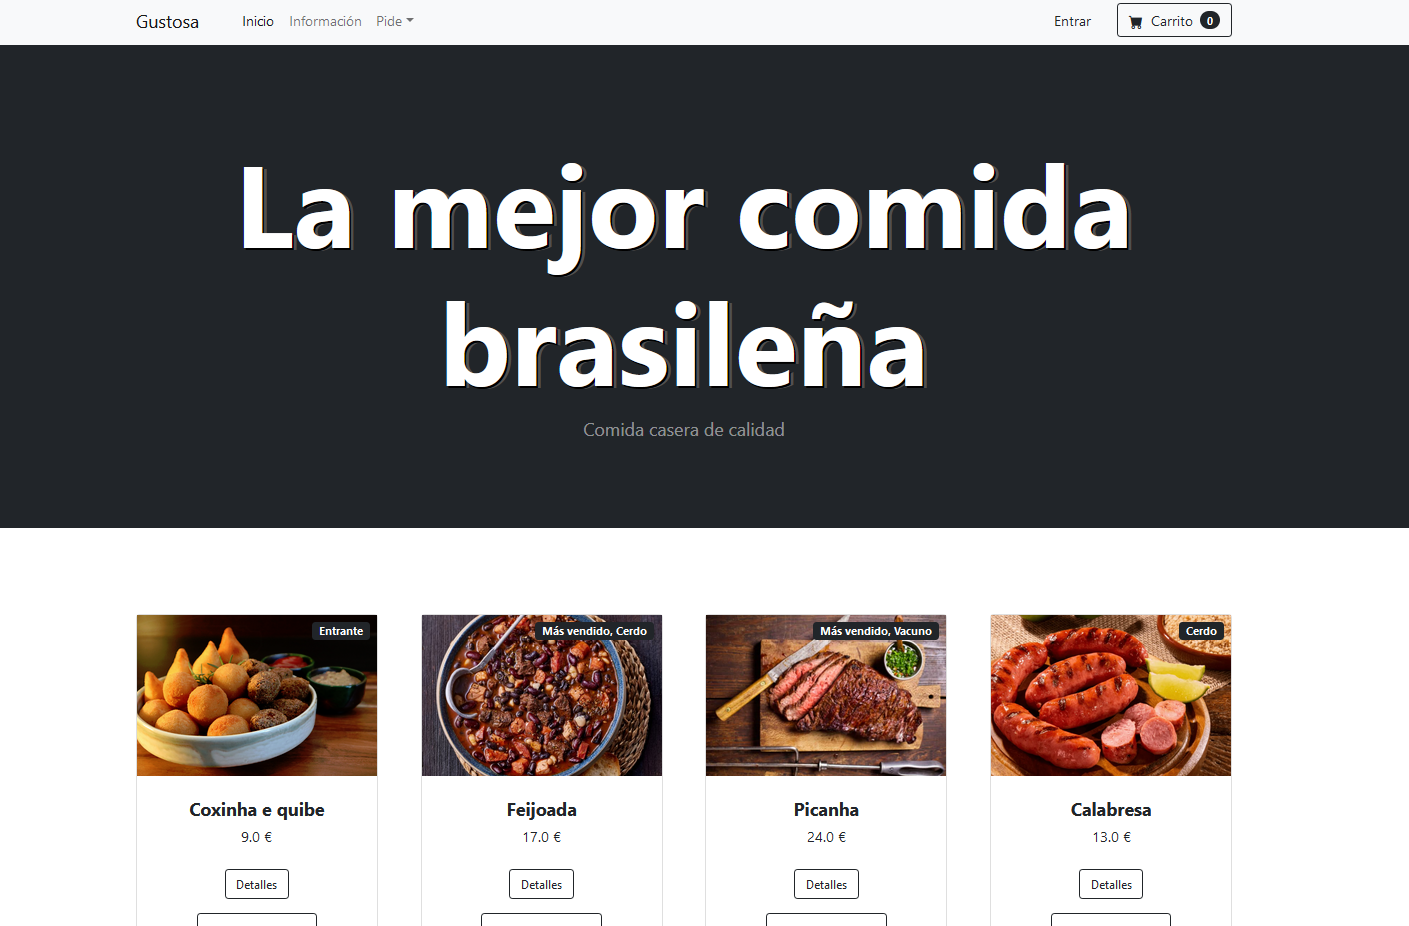 Gustosa Inicio Información Pide Entrar Carrito 0
La mejor comida
brasileña
Comida casera de calidad
Entrante Más vendido, Cerdo Más vendido, Vacuno Cerdo
Coxinha e quibe Feijoada Picanha Calabresa
9.0 € 17.0 € 24.0 € 13.0 €
Detalles Detalles Detalles Detalles